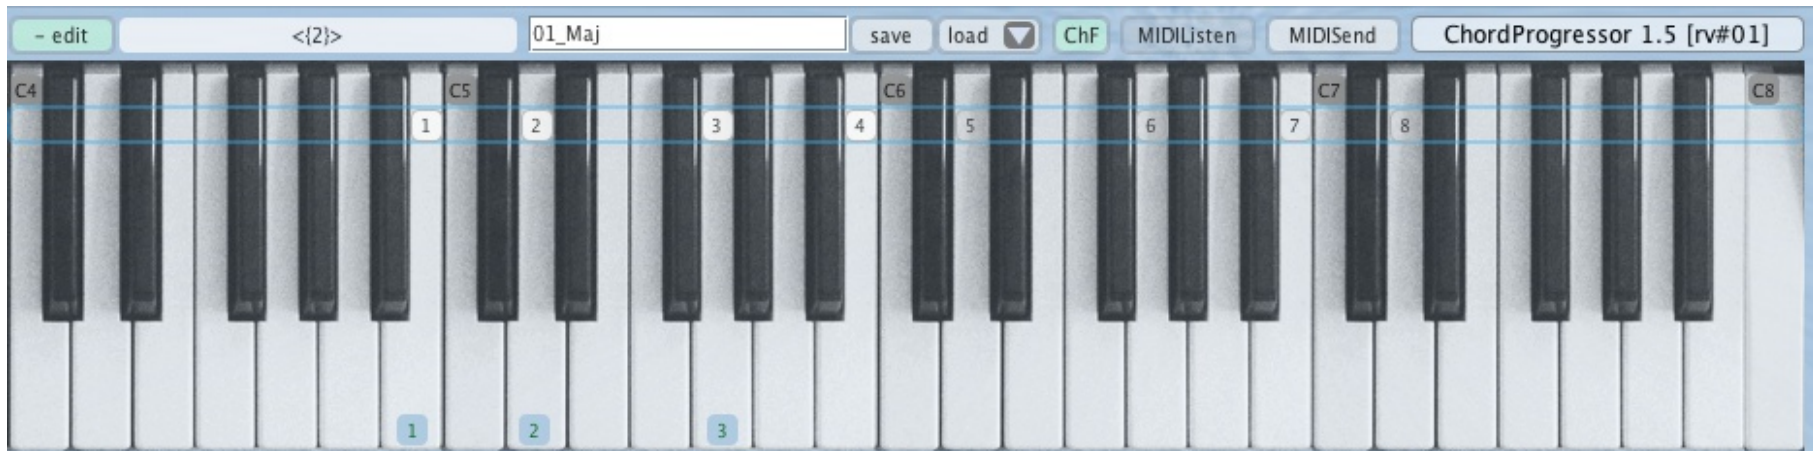 – edit <{2}> 01_Maj save load ChF MIDIListen MIDISend ChordProgressor 1.5 [rv#01]
C4 C5 C6 C7 C8
1 2 3 4 5 6 7 8
1 2 3